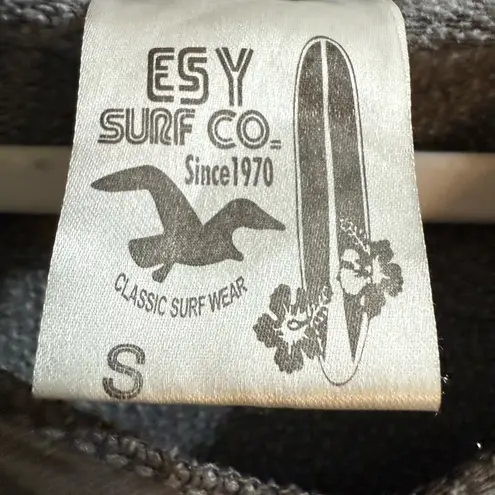 ESY
SURF CO.
Since1970
CLASSIC SURF WEAR
S